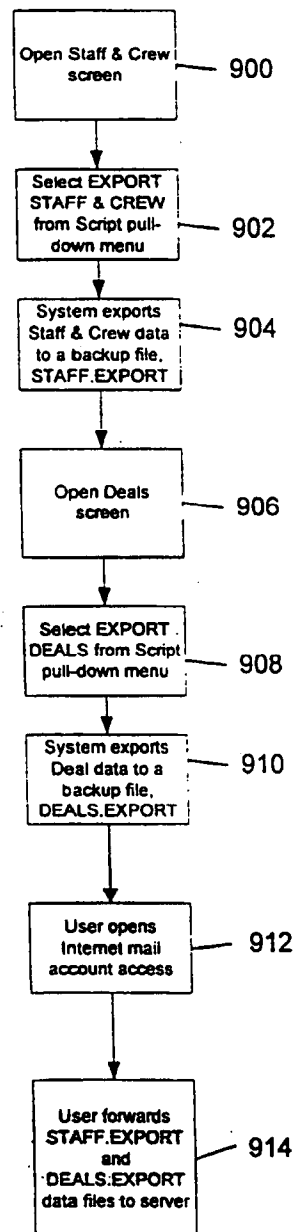 Open Staff & Crew
screen
900
Select EXPORT
STAFF & CREW
from Script pull-
down menu
902
System exports
Staff & Crew data
to a backup file,
STAFF.EXPORT
904
Open Deals
screen
906
Select EXPORT
DEALS from Script
pull-down menu
908
System exports
Deal data to a
backup file,
DEALS.EXPORT
910
User opens
Internet mail
account access
912
User forwards
STAFF.EXPORT
and
DEALS:EXPORT
data files to server
914